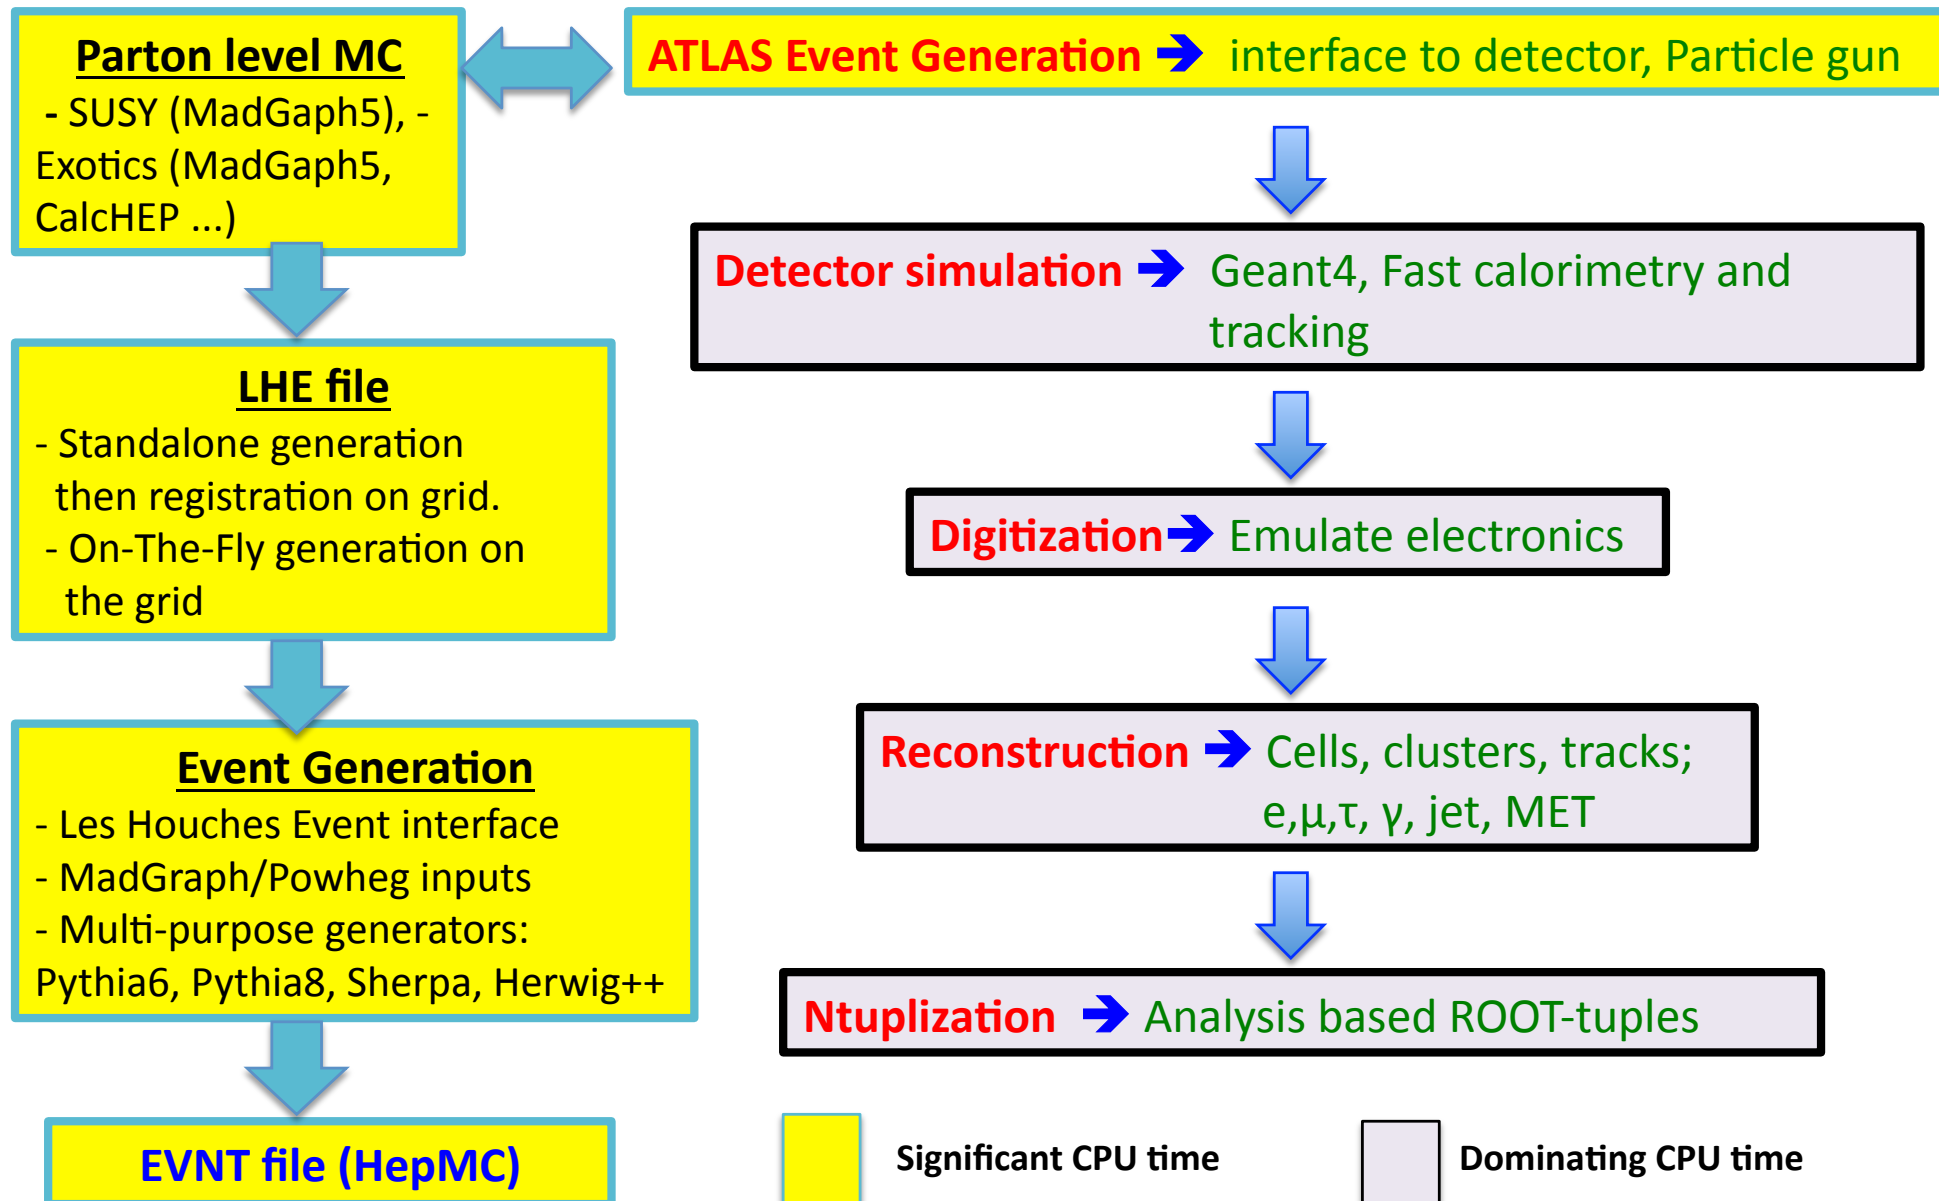 Parton level MC
- SUSY (MadGaph5), -
Exotics (MadGaph5,
CalcHEP ...)
LHE file
- Standalone generation
then registration on grid.
- On-The-Fly generation on
the grid
Event Generation
- Les Houches Event interface
- MadGraph/Powheg inputs
- Multi-purpose generators:
Pythia6, Pythia8, Sherpa, Herwig++
EVNT file (HepMC)
ATLAS Event Generation ➔ interface to detector, Particle gun
Detector simulation ➔ Geant4, Fast calorimetry and
tracking
Digitization ➔ Emulate electronics
Reconstruction ➔ Cells, clusters, tracks;
e,μ,τ, γ, jet, MET
Ntuplization ➔ Analysis based ROOT-tuples
Significant CPU time
Dominating CPU time